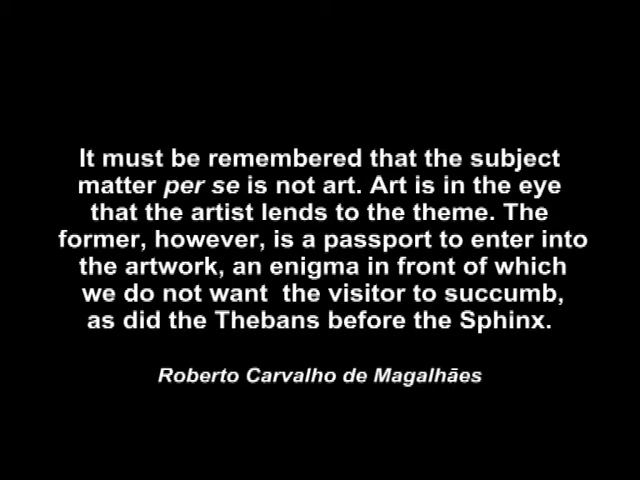 It must be remembered that the subject
matter per se is not art. Art is in the eye
that the artist lends to the theme. The
former, however, is a passport to enter into
the artwork, an enigma in front of which
we do not want  the visitor to succumb,
as did the Thebans before the Sphinx.
Roberto Carvalho de Magalhães